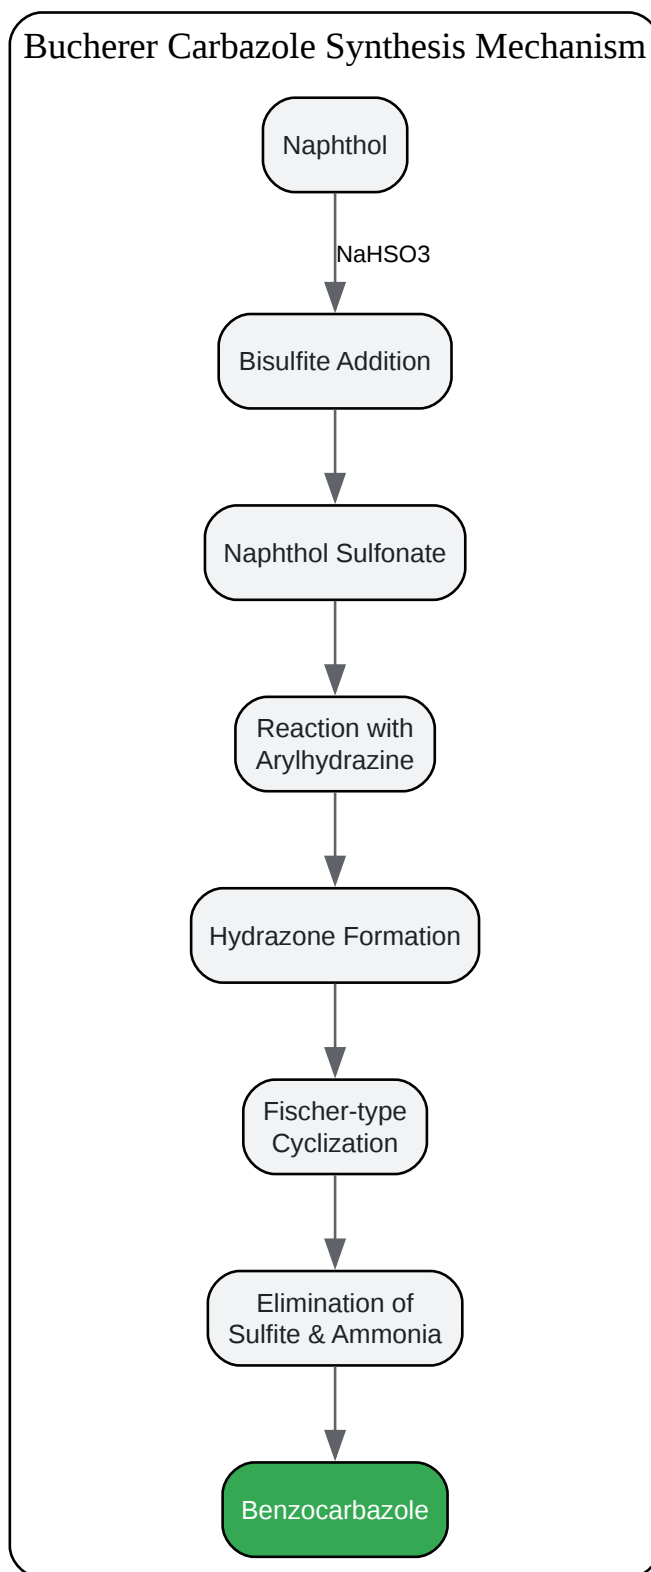 Bucherer Carbazole Synthesis Mechanism
Naphthol
NaHSO3
Bisulfite Addition
Naphthol Sulfonate
Reaction with
Arylhydrazine
Hydrazone Formation
Fischer-type
Cyclization
Elimination of
Sulfite & Ammonia
Benzocarbazole